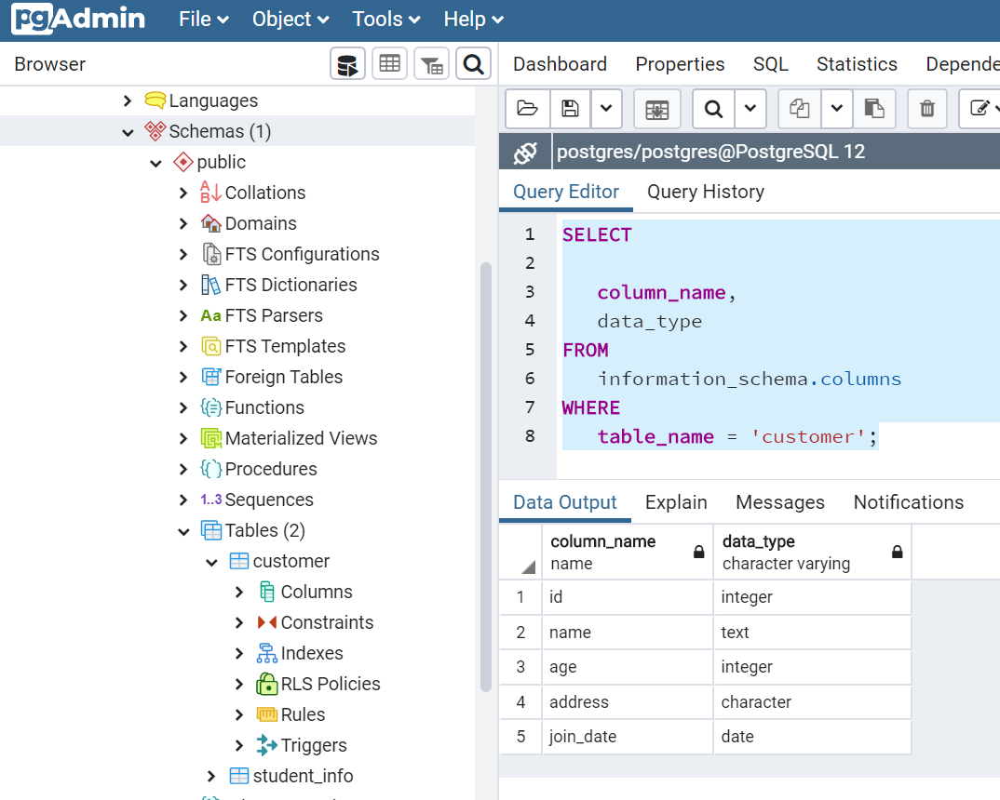 pgAdmin File Object Tools Help
Browser
Dashboard Properties SQL Statistics Depende
Languages
Schemas (1)
public
Collations
Domains
FTS Configurations
FTS Dictionaries
Aa FTS Parsers
FTS Templates
Foreign Tables
Functions
Materialized Views
Procedures
1..3 Sequences
Tables (2)
customer
Columns
Constraints
Indexes
RLS Policies
Rules
Triggers
student_info
postgres/postgres@PostgreSQL 12
Query Editor Query History
1 SELECT
2
3 column_name,
4 data_type
5 FROM
6 information_schema.columns
7 WHERE
8 table_name = 'customer';
Data Output Explain Messages Notifications
column_name data_type
name character varying
1 id integer
2 name text
3 age integer
4 address character
5 join_date date